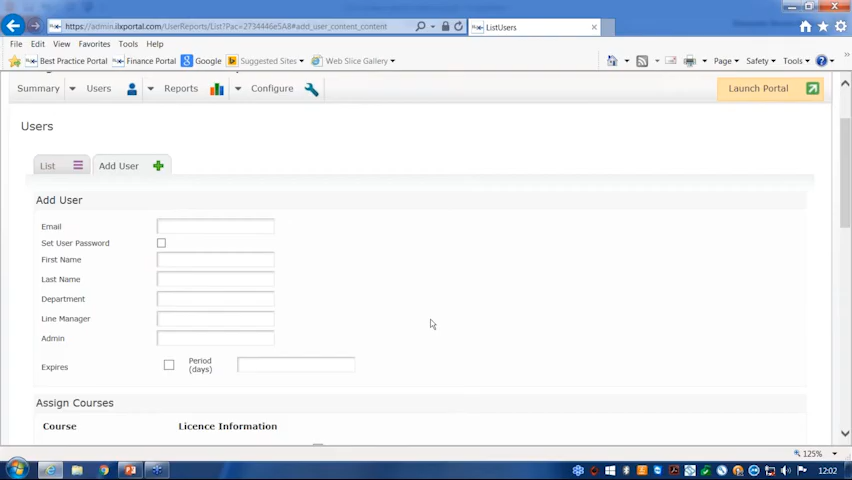 https://admin.ilxportal.com/UserReports/List?Pac=2734446e5A8#add_user_content_content
ListUsers
File Edit View Favorites Tools Help
Best Practice Portal Finance Portal Google Suggested Sites Web Slice Gallery
Page Safety Tools
Summary Users Reports Configure Launch Portal
Users
List Add User
Add User
Email
Set User Password
First Name
Last Name
Department
Line Manager
Admin
Expires Period (days)
Assign Courses
Course Licence Information
125%
12:02